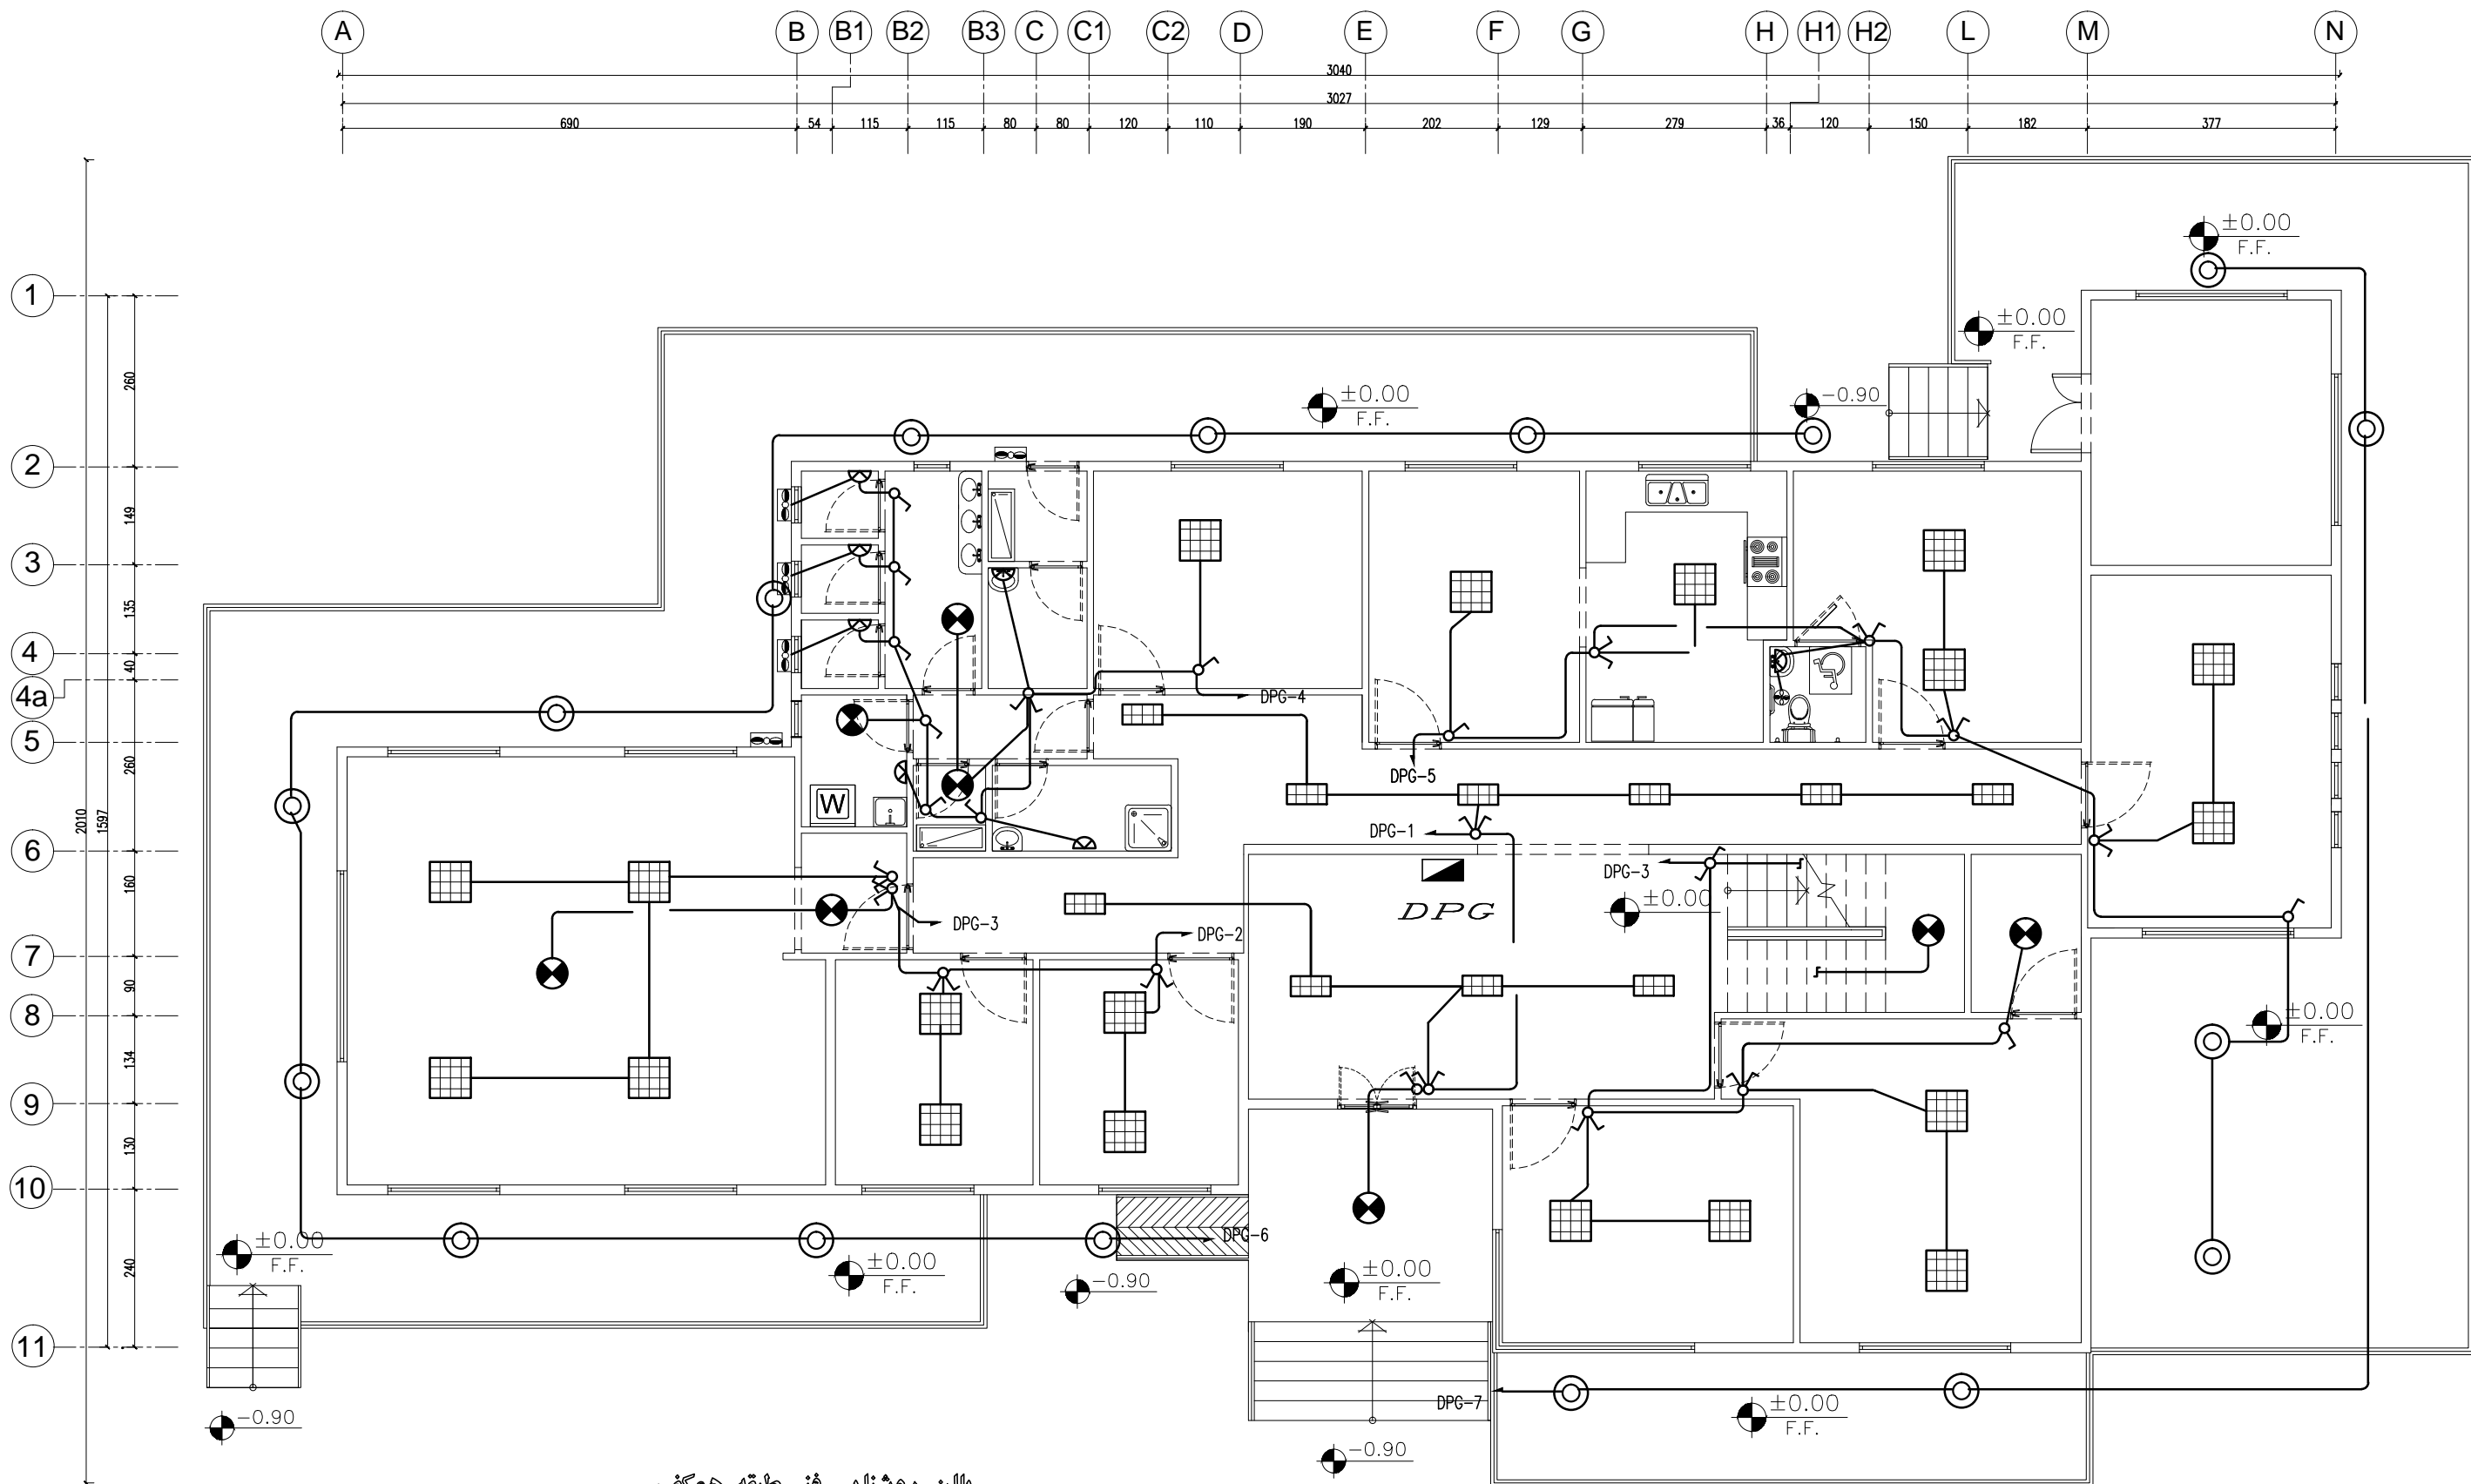 A B B1 B2 B3 C C1 C2 D E F G H H1 H2 L M N
3040
3027
690 54 115 115 80 80 120 110 190 202 129 279 36 120 150 182 377
±0.00
F.F.
1
±0.00
F.F.
260
±0.00
F.F.
-0.90
2
149
3
135
4
40
4a
DPG-4
5
DPG-5
260
2010
1597
W
DPG-1
6
DPG-3
160
DPG
±0.00
DPG-3
DPG-2
7
90
8
±0.00
F.F.
134
9
130
10
DPG-6
±0.00
F.F.
240
±0.00
F.F.
-0.90
±0.00
F.F.
11
DPG-7
±0.00
F.F.
-0.90
-0.90